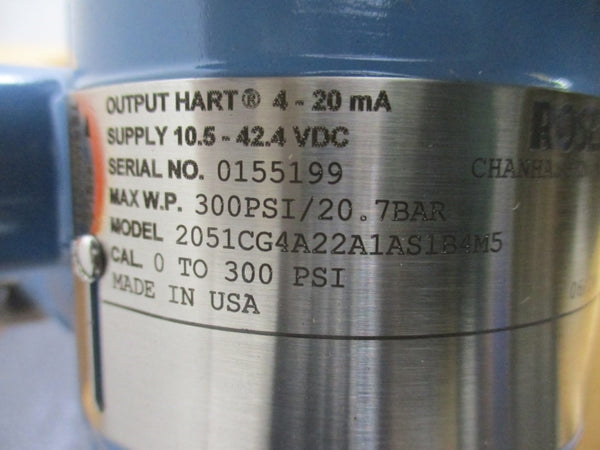 OUTPUT HART® 4 - 20 mA
SUPPLY 10.5 - 42.4 VDC
SERIAL NO. 0155199
MAX W.P. 300PSI/20.7BAR
MODEL 2051CG4A22A1AS1B4M5
CAL. 0 TO 300 PSI
MADE IN USA
ROSE